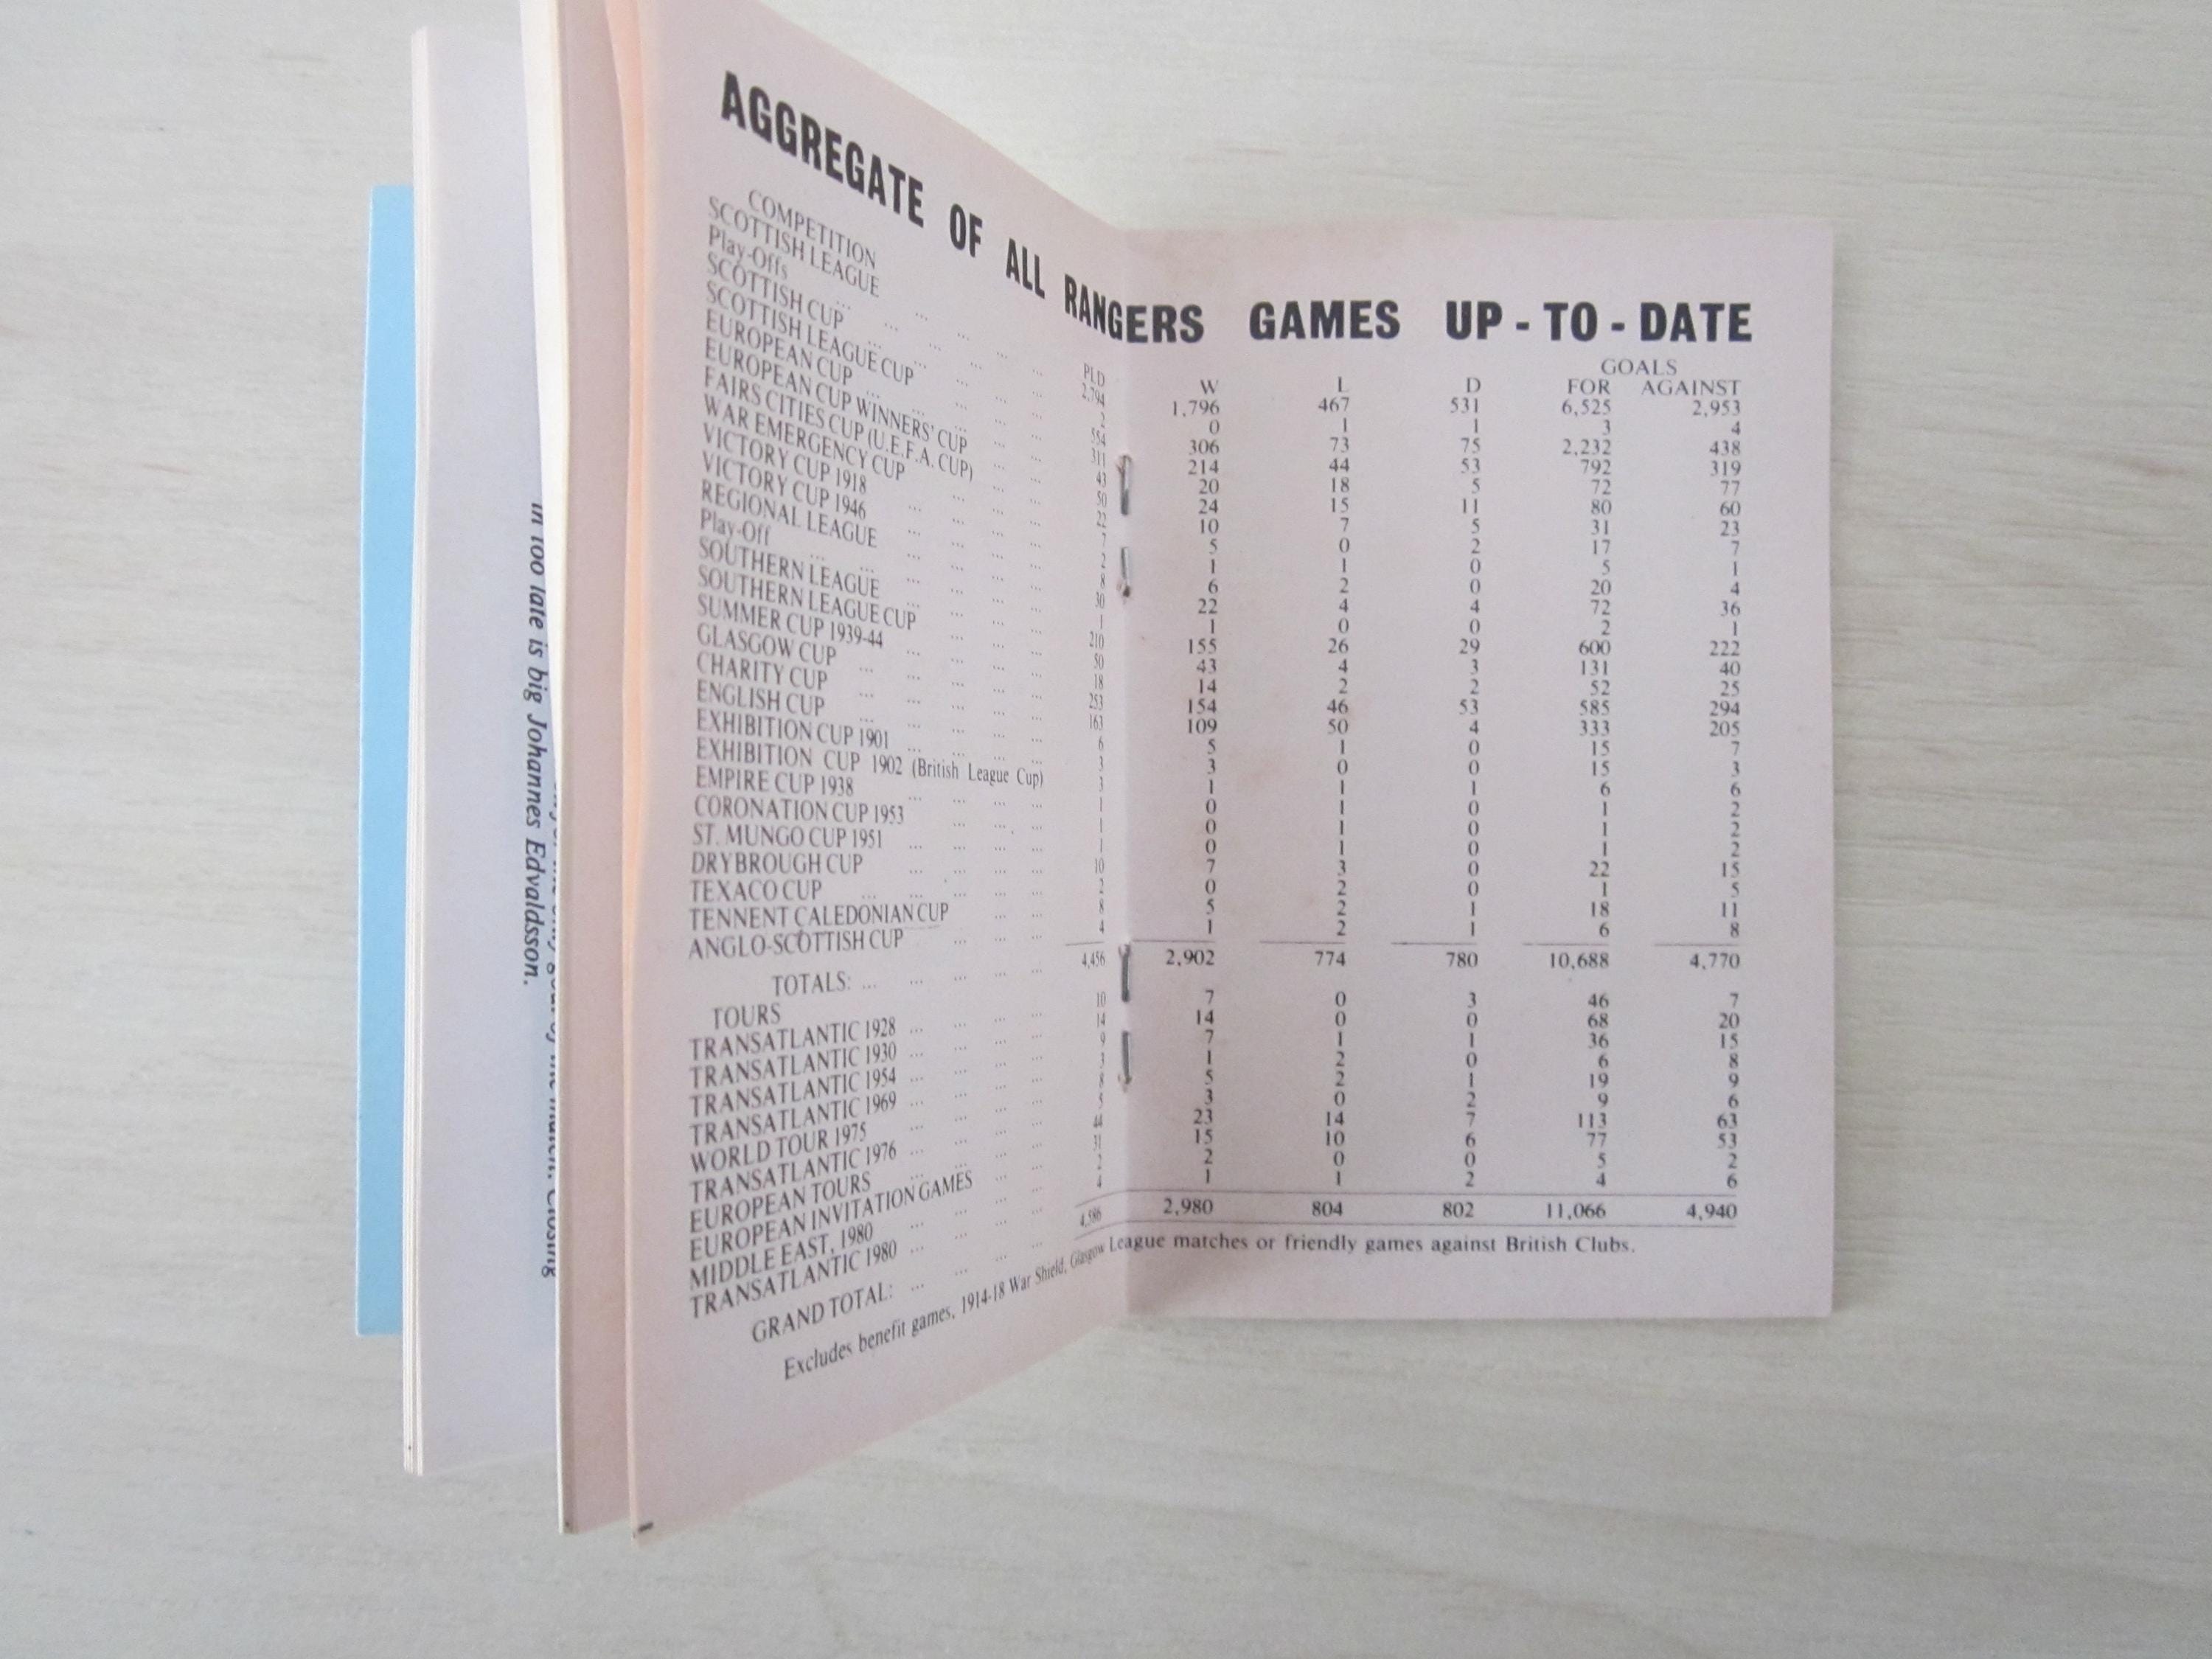 AGGREGATE OF ALL RANGERS GAMES UP - TO - DATE
GOALS
COMPETITION PLD W L D FOR AGAINST
SCOTTISH LEAGUE ... ... ... 2,794 1,796 467 531 6,525 2,953
Play-Offs ... ... ... ... ... 2 0 1 1 3 4
SCOTTISH CUP ... ... ... ... 554 306 73 75 2,232 438
SCOTTISH LEAGUE CUP ... ... ... 311 214 44 53 792 319
EUROPEAN CUP ... ... ... ... 43 20 18 5 72 77
EUROPEAN CUP WINNERS' CUP ... ... 50 24 15 11 80 60
FAIRS CITIES CUP (U.E.F.A. CUP) ... 22 10 7 5 31 23
WAR EMERGENCY CUP ... ... ... 7 5 0 2 17 7
VICTORY CUP 1918 ... ... ... ... 2 1 1 0 5 1
VICTORY CUP 1946 ... ... ... ... 8 6 2 0 20 4
REGIONAL LEAGUE ... ... ... ... 30 22 4 4 72 36
Play-Off ... ... ... ... ... 1 1 0 0 2 1
SOUTHERN LEAGUE ... ... ... ... 210 155 26 29 600 222
SOUTHERN LEAGUE CUP ... ... ... 50 43 4 3 131 40
SUMMER CUP 1939-44 ... ... ... ... 18 14 2 2 52 25
GLASGOW CUP ... ... ... ... ... 253 154 46 53 585 294
CHARITY CUP ... ... ... ... ... 163 109 50 4 333 205
ENGLISH CUP ... ... ... ... ... 6 5 1 0 15 7
EXHIBITION CUP 1901 ... ... ... ... 3 3 0 0 15 3
EXHIBITION CUP 1902 (British League Cup) 3 1 1 1 6 6
EMPIRE CUP 1938 ... ... ... ... 1 0 1 0 1 2
CORONATION CUP 1953 ... ... ... 1 0 1 0 1 2
ST. MUNGO CUP 1951 ... ... ... ... 1 0 1 0 1 2
DRYBROUGH CUP ... ... ... ... 10 7 3 0 22 15
TEXACO CUP ... ... ... ... ... 2 0 2 0 1 5
TENNENT CALEDONIAN CUP ... ... 8 5 2 1 18 11
ANGLO-SCOTTISH CUP ... ... ... 4 1 2 1 6 8
TOTALS: ... ... ... ... ... 4,456 2,902 774 780 10,688 4,770
TOURS
TRANSATLANTIC 1928 ... ... ... ... 10 7 0 3 46 7
TRANSATLANTIC 1930 ... ... ... ... 14 14 0 0 68 20
TRANSATLANTIC 1954 ... ... ... ... 9 7 1 1 36 15
TRANSATLANTIC 1969 ... ... ... ... 3 1 2 0 6 8
WORLD TOUR 1975 ... ... ... ... 8 5 2 1 19 9
TRANSATLANTIC 1976 ... ... ... ... 5 3 0 2 9 6
EUROPEAN TOURS ... ... ... ... 44 23 14 7 113 63
EUROPEAN INVITATION GAMES ... ... 31 15 10 6 77 53
MIDDLE EAST, 1980 ... ... ... ... 2 2 0 0 5 2
TRANSATLANTIC 1980 ... ... ... ... 4 1 1 2 4 6
GRAND TOTAL: ... ... ... ... 4,586 2,980 804 802 11,066 4,940
Excludes benefit games, 1914-18 War Shield, Glasgow League matches or friendly games against British Clubs.
in too late is big Johannes Edvaldsson.